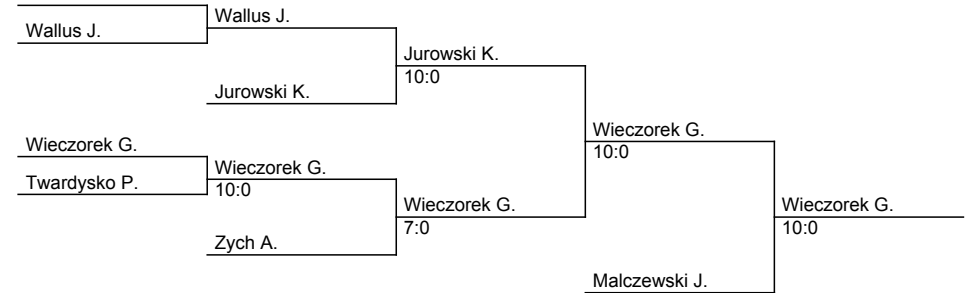 Wallus J.
Wallus J.
Jurowski K.
10:0
Jurowski K.
Wieczorek G.
10:0
Wieczorek G.
Twardysko P.
Wieczorek G.
10:0
Wieczorek G.
7:0
Wieczorek G.
10:0
Zych A.
Malczewski J.